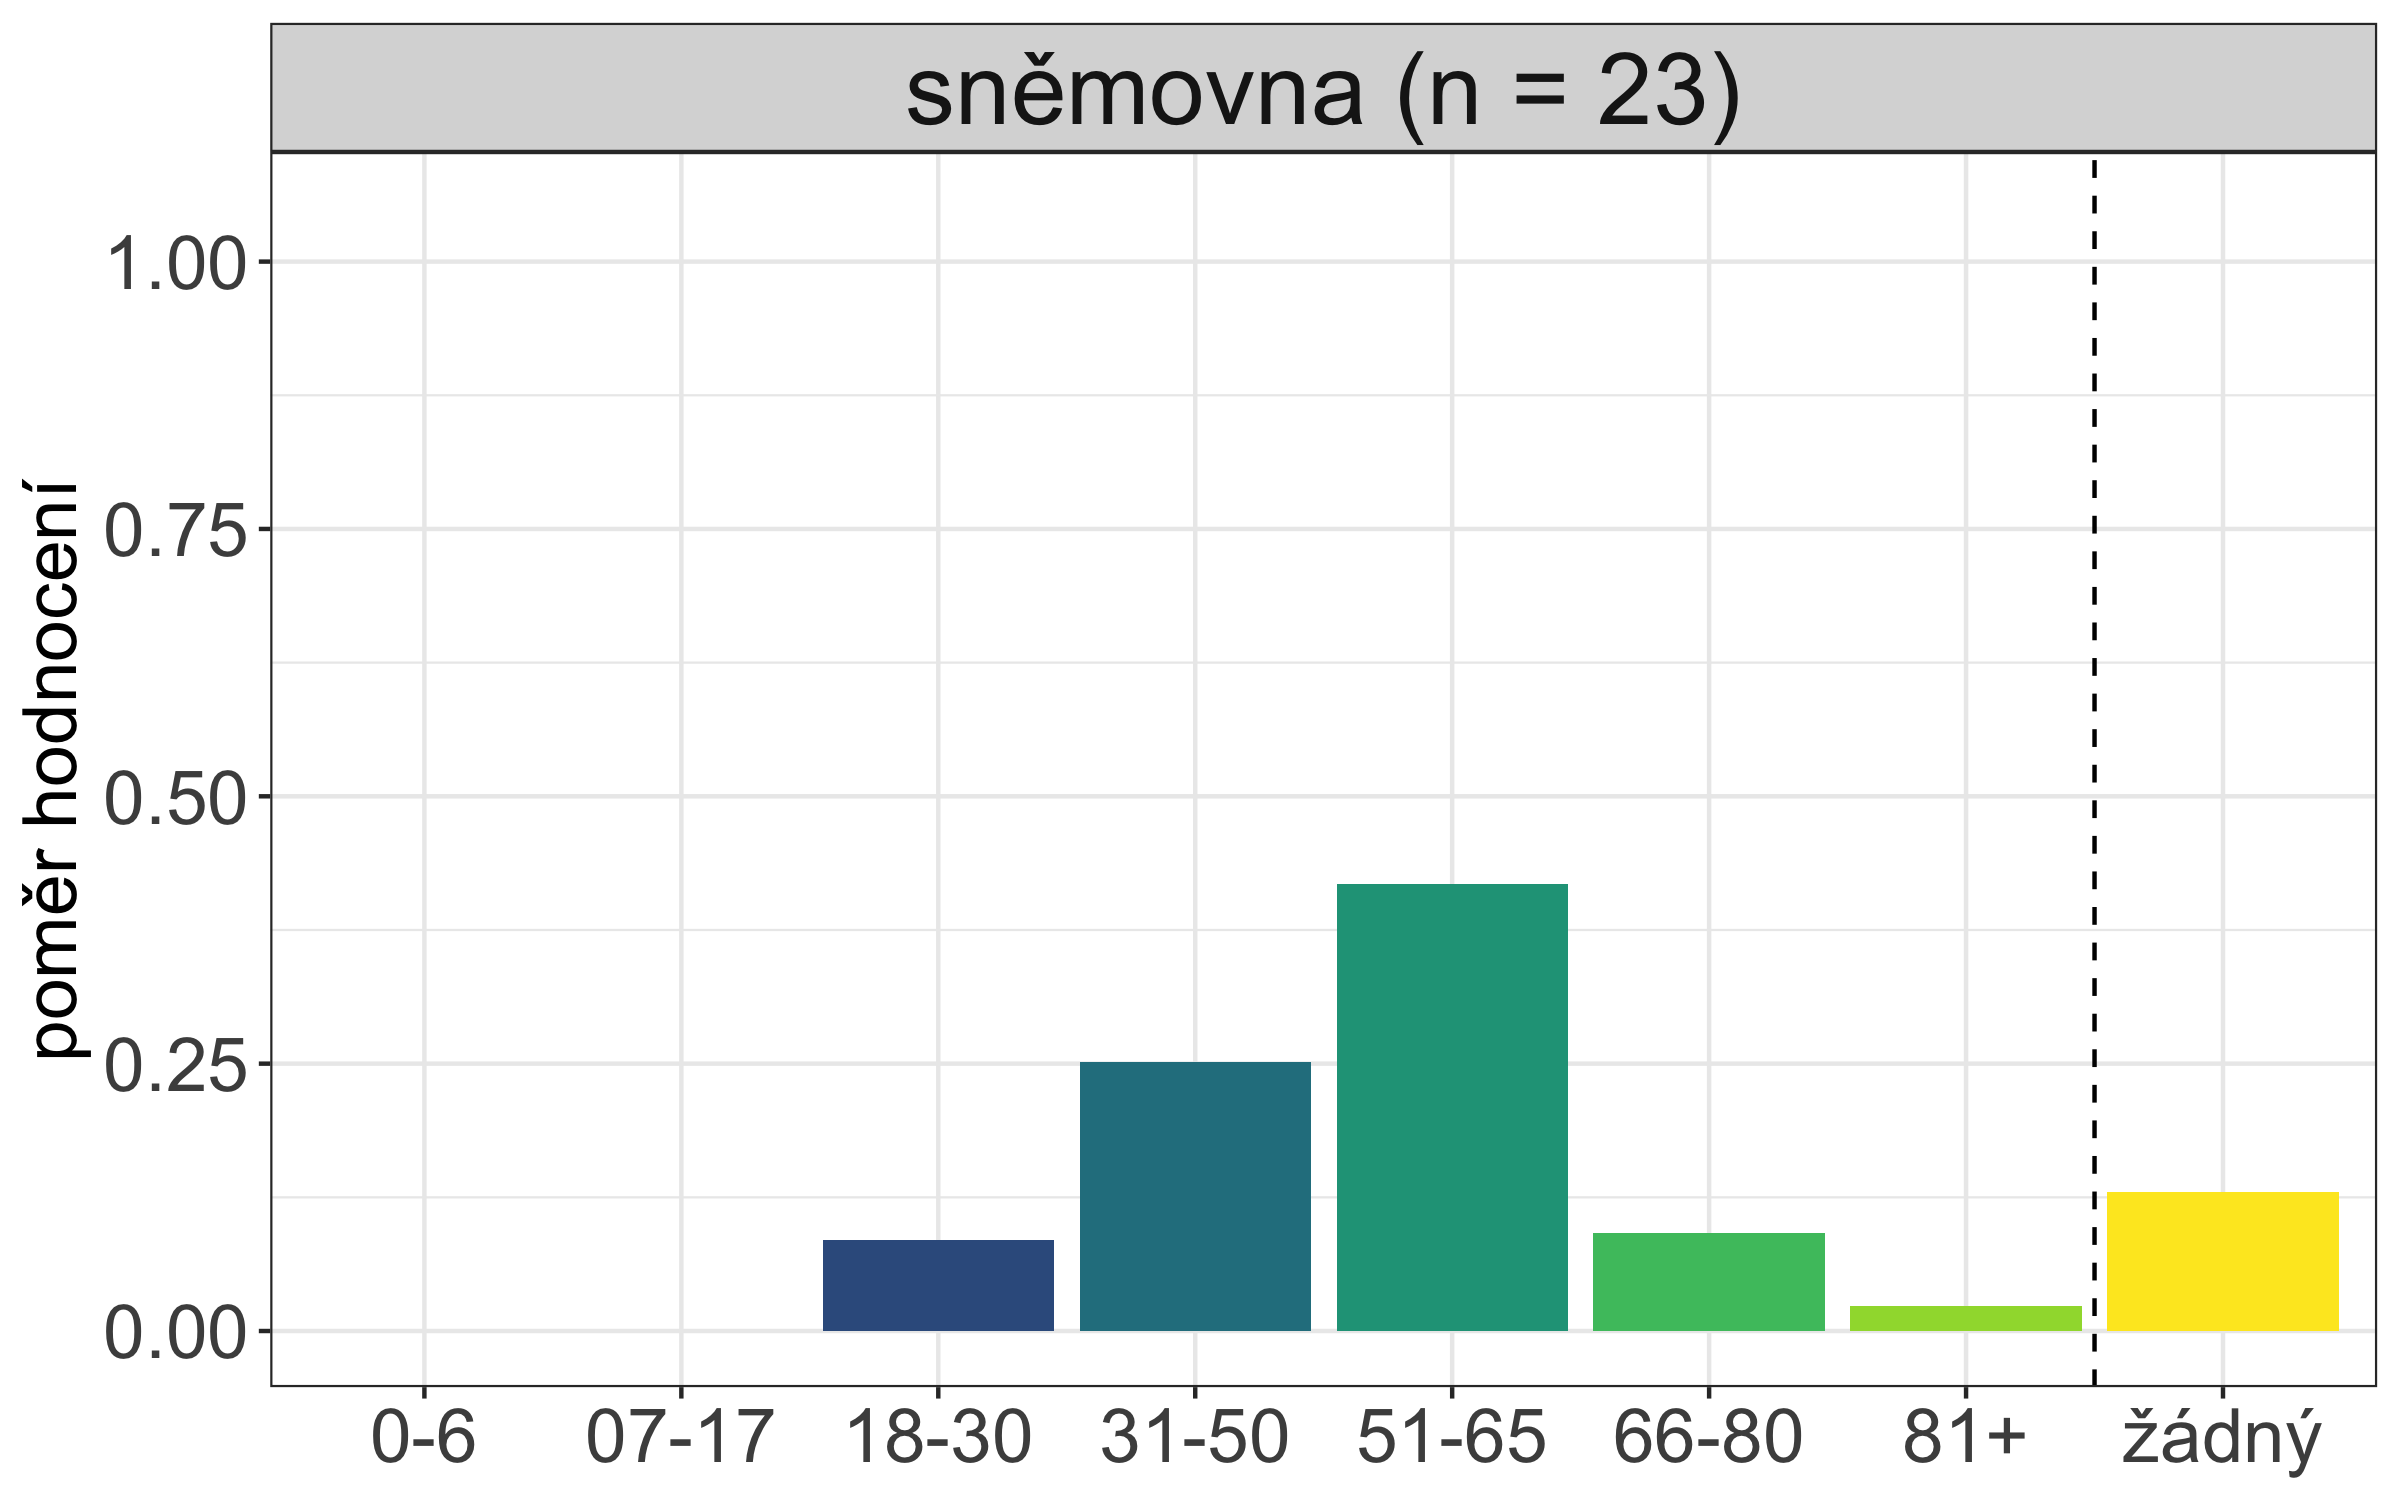 sněmovna (n = 23)
poměr hodnocení
1.00
0.75
0.50
0.25
0.00
0-6 07-17 18-30 31-50 51-65 66-80 81+ žádný